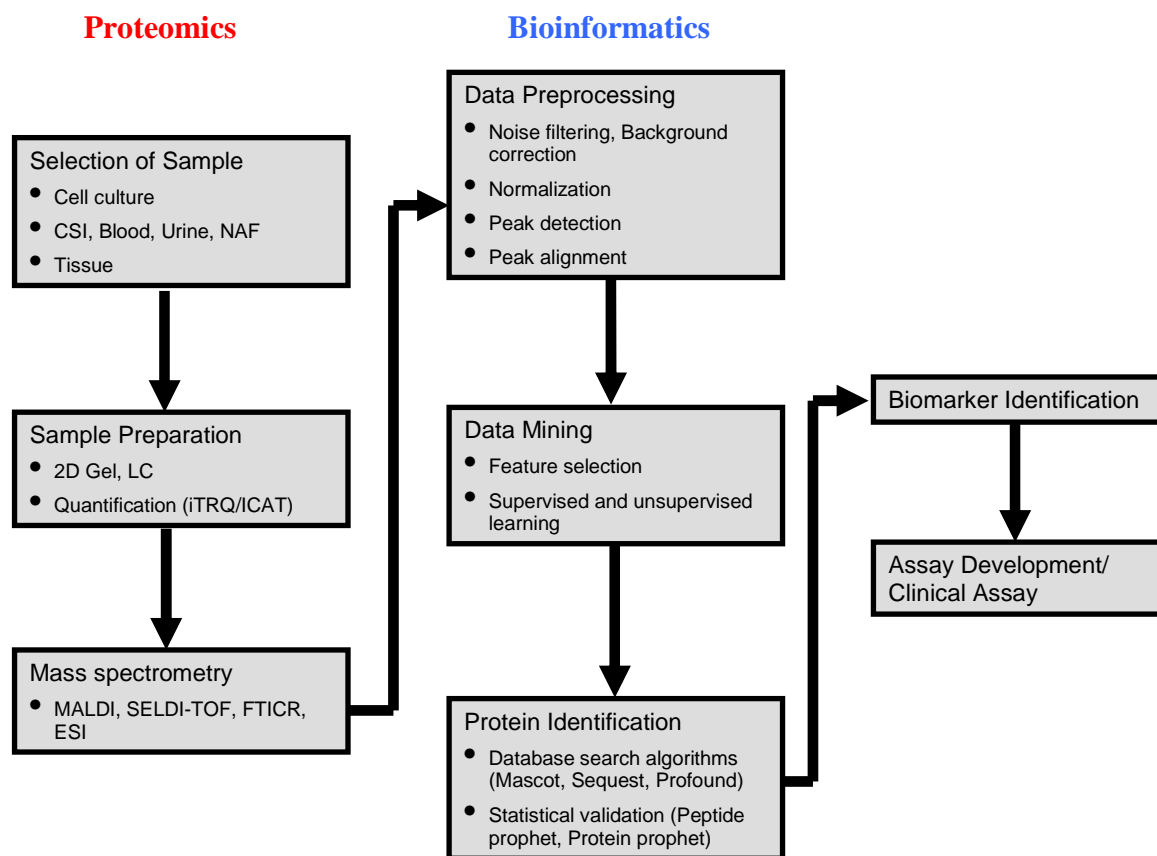 Proteomics
Bioinformatics
Selection of Sample
• Cell culture
• CSI, Blood, Urine, NAF
• Tissue
Sample Preparation
• 2D Gel, LC
• Quantification (iTRQ/ICAT)
Mass spectrometry
• MALDI, SELDI-TOF, FTICR,
ESI
Data Preprocessing
• Noise filtering, Background
correction
• Normalization
• Peak detection
• Peak alignment
Data Mining
• Feature selection
• Supervised and unsupervised
learning
Protein Identification
• Database search algorithms
(Mascot, Sequest, Profound)
• Statistical validation (Peptide
prophet, Protein prophet)
Biomarker Identification
Assay Development/
Clinical Assay